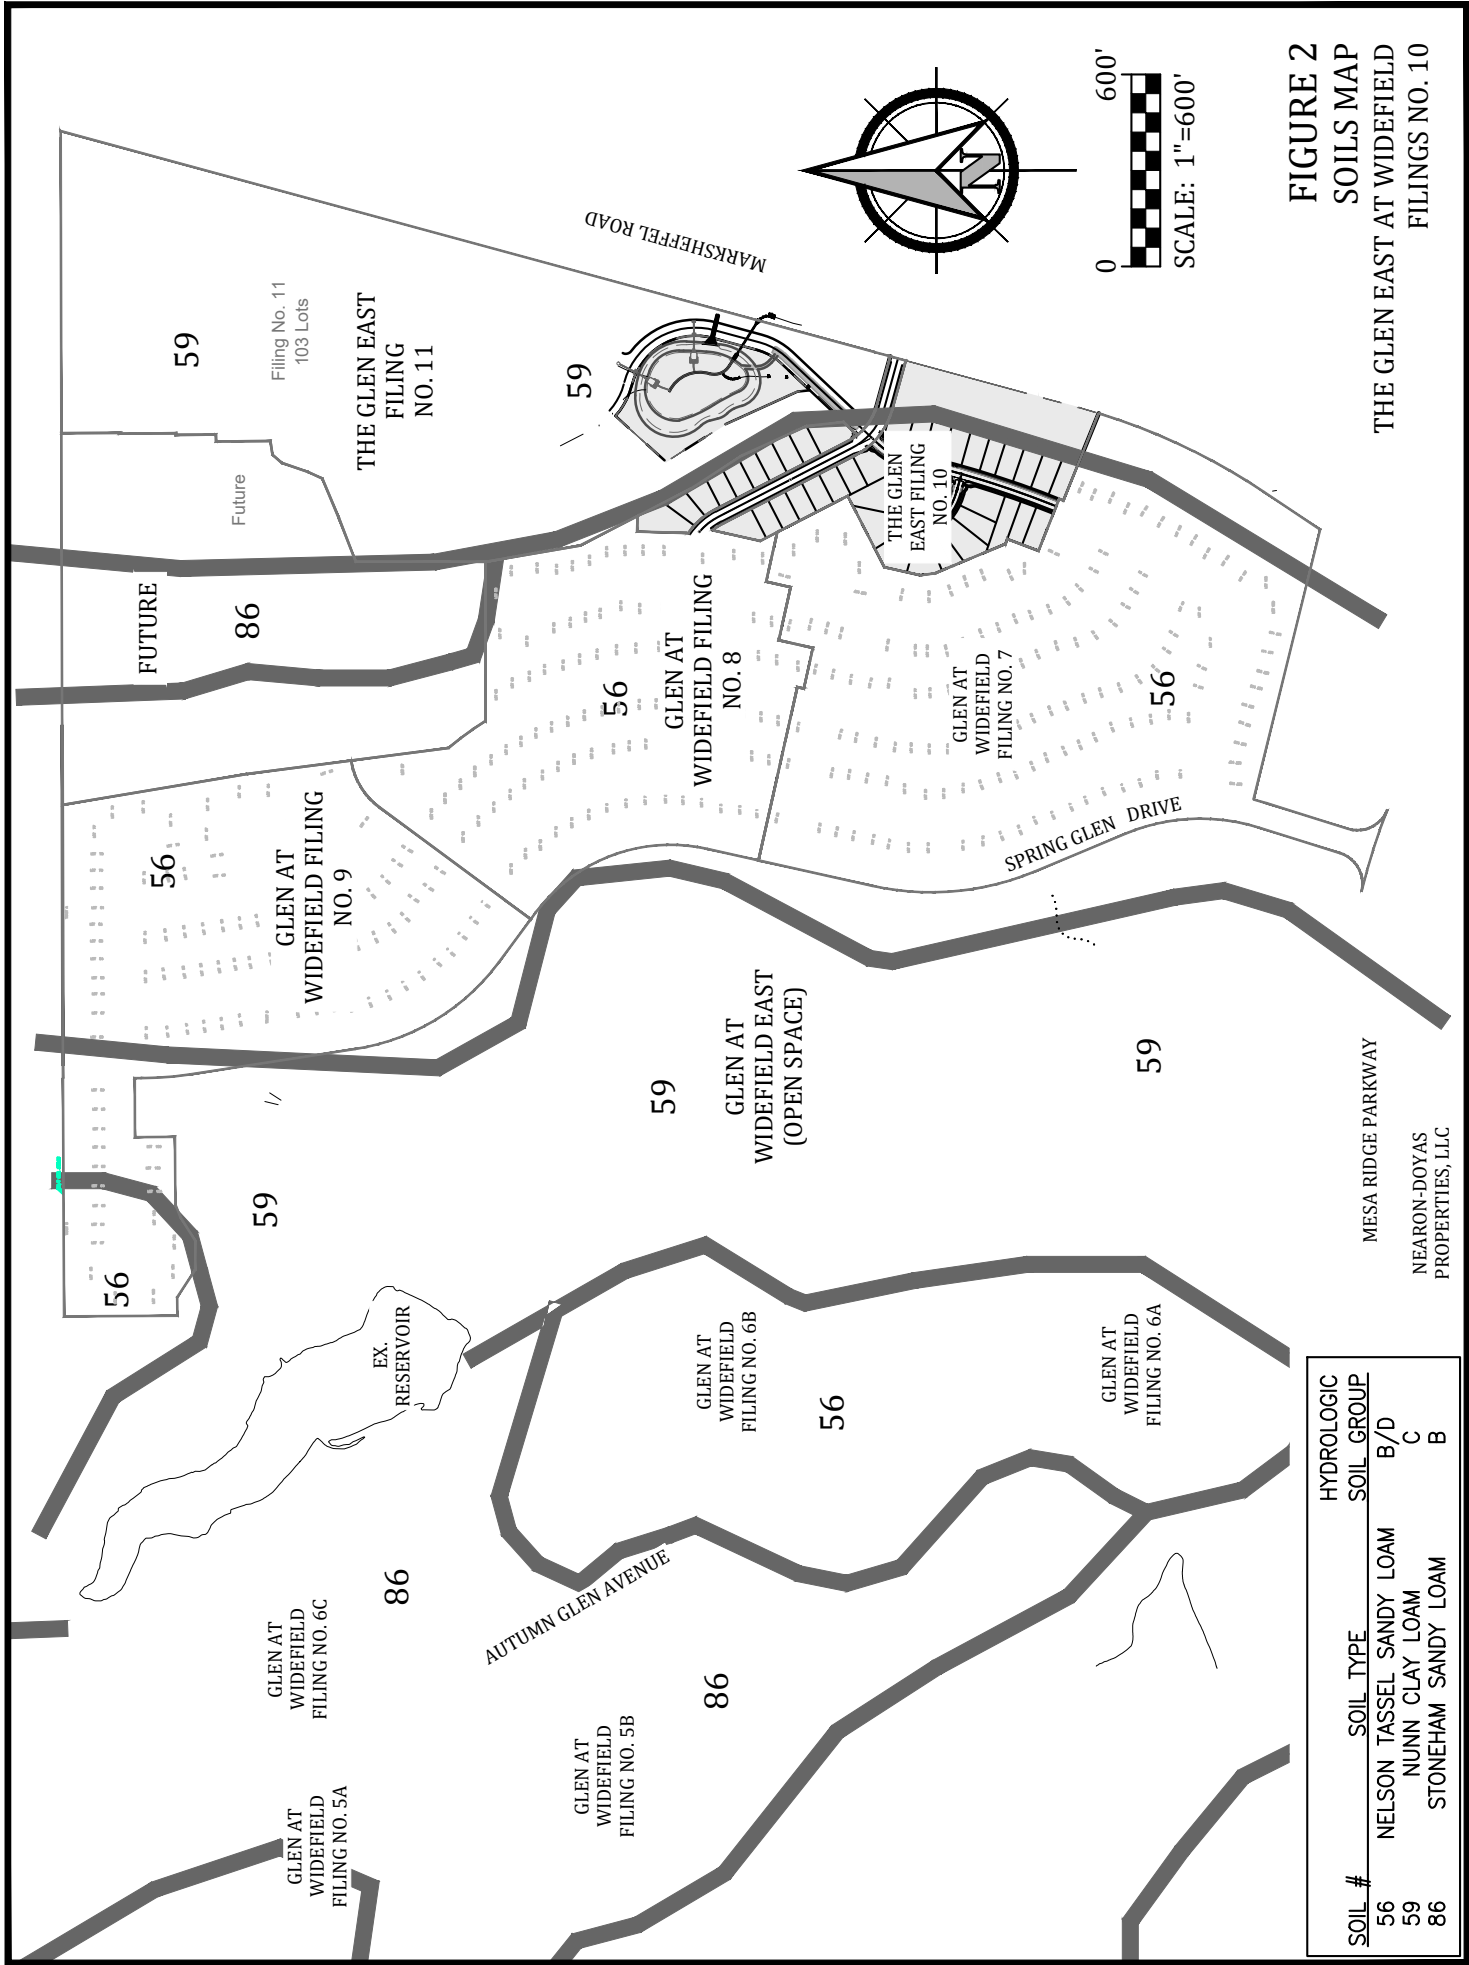 FIGURE 2
SOILS MAP
THE GLEN EAST AT WIDEFIELD
FILINGS NO. 10
N
0
600'
SCALE: 1"=600'
MARKSHEFFEL ROAD
59
Filing No. 11
103 Lots
THE GLEN EAST
FILING
NO. 11
59
Future
THE GLEN
EAST FILING
NO. 10
FUTURE
86
56
GLEN AT
WIDEFIELD FILING
NO. 8
GLEN AT
WIDEFIELD
FILING NO. 7
56
SPRING GLEN DRIVE
56
GLEN AT
WIDEFIELD FILING
NO. 9
59
GLEN AT
WIDEFIELD EAST
(OPEN SPACE)
59
59
56
EX.
RESERVOIR
GLEN AT
WIDEFIELD
FILING NO. 6B
56
GLEN AT
WIDEFIELD
FILING NO. 6A
MESA RIDGE PARKWAY
NEARON-DOYAS
PROPERTIES, LLC
86
AUTUMN GLEN AVENUE
GLEN AT
WIDEFIELD
FILING NO. 6C
86
GLEN AT
WIDEFIELD
FILING NO. 5B
GLEN AT
WIDEFIELD
FILING NO. 5A
HYDROLOGIC
SOIL # SOIL TYPE SOIL GROUP
56 NELSON TASSEL SANDY LOAM B/D
59 NUNN CLAY LOAM C
86 STONEHAM SANDY LOAM B